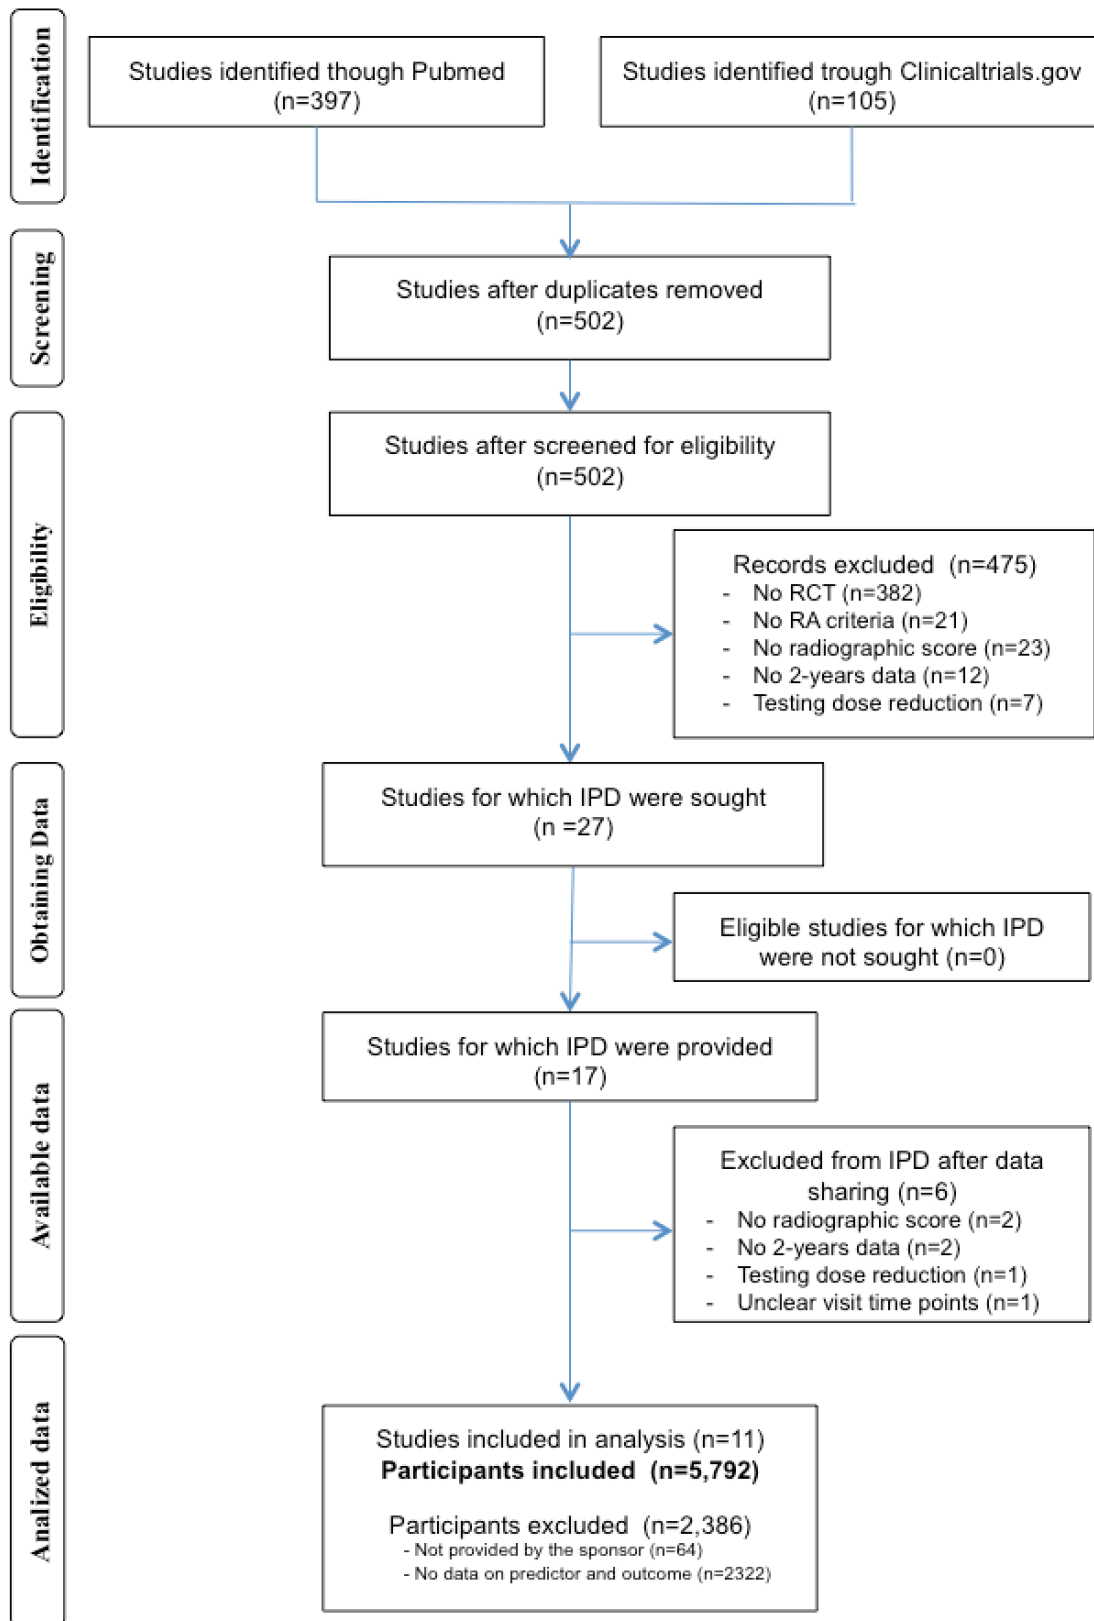 Identification
Studies identified though Pubmed
(n=397)
Studies identified trough Clinicaltrials.gov
(n=105)
Screening
Studies after duplicates removed
(n=502)
Eligibility
Studies after screened for eligibility
(n=502)
Records excluded (n=475)
- No RCT (n=382)
- No RA criteria (n=21)
- No radiographic score (n=23)
- No 2-years data (n=12)
- Testing dose reduction (n=7)
Obtaining Data
Studies for which IPD were sought
(n =27)
Eligible studies for which IPD
were not sought (n=0)
Available data
Studies for which IPD were provided
(n=17)
Excluded from IPD after data
sharing (n=6)
- No radiographic score (n=2)
- No 2-years data (n=2)
- Testing dose reduction (n=1)
- Unclear visit time points (n=1)
Analized data
Studies included in analysis (n=11)
Participants included (n=5,792)
Participants excluded (n=2,386)
- Not provided by the sponsor (n=64)
- No data on predictor and outcome (n=2322)